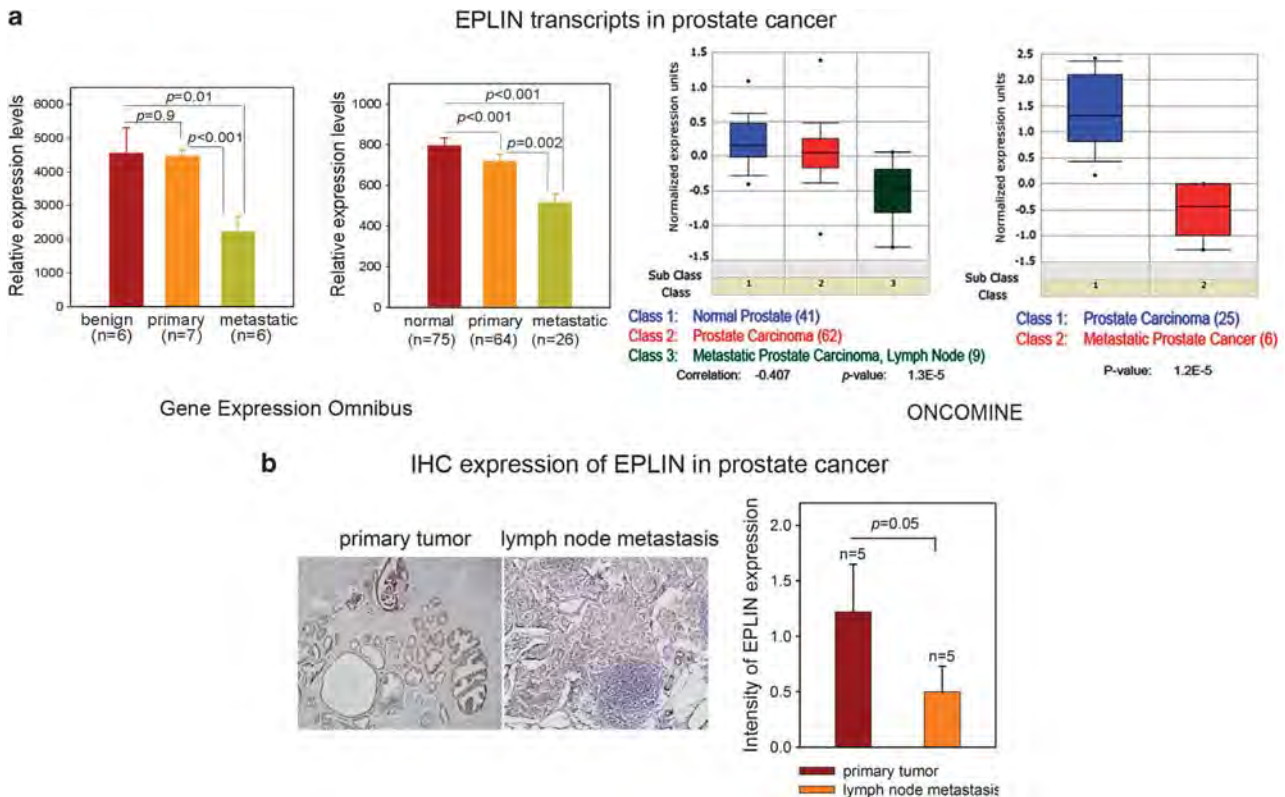 a
EPLIN transcripts in prostate cancer
Relative expression levels
6000
5000
4000
3000
2000
1000
0
p=0.01
p=0.9
p<0.001
benign primary metastatic
(n=6) (n=7) (n=6)
Relative expression levels
1000
800
600
400
200
0
p<0.001
p<0.001
p=0.002
normal primary metastatic
(n=75) (n=64) (n=26)
Gene Expression Omnibus
Normalized expression units
1.5
1.0
0.5
0.0
-0.5
-1.0
-1.5
Sub Class
Class
1 2 3
Class 1: Normal Prostate (41)
Class 2: Prostate Carcinoma (62)
Class 3: Metastatic Prostate Carcinoma, Lymph Node (9)
Correlation: -0.407 p-value: 1.3E-5
Normalized expression units
2.5
2.0
1.5
1.0
0.5
0.0
-0.5
-1.0
-1.5
Sub Class
Class
1 2
Class 1: Prostate Carcinoma (25)
Class 2: Metastatic Prostate Cancer (6)
P-value: 1.2E-5
ONCOMINE
b
IHC expression of EPLIN in prostate cancer
primary tumor
lymph node metastasis
Intensity of EPLIN expression
2.0
1.5
1.0
0.5
0.0
p=0.05
n=5
n=5
primary tumor
lymph node metastasis